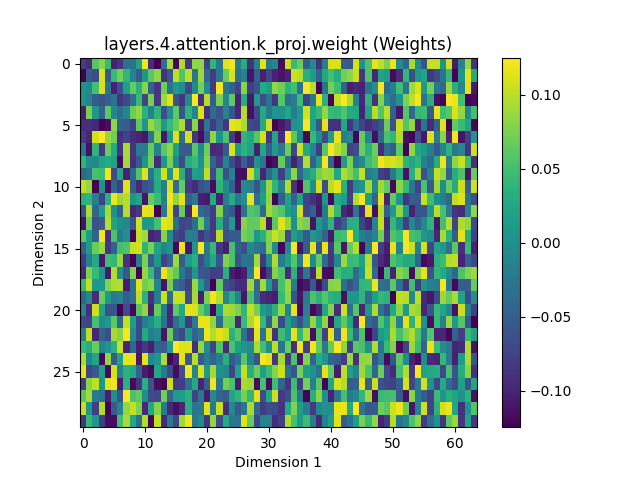 layers.4.attention.k_proj.weight (Weights)
0
5
10
15
20
25
Dimension 2
0 10 20 30 40 50 60
Dimension 1
0.10
0.05
0.00
−0.05
−0.10